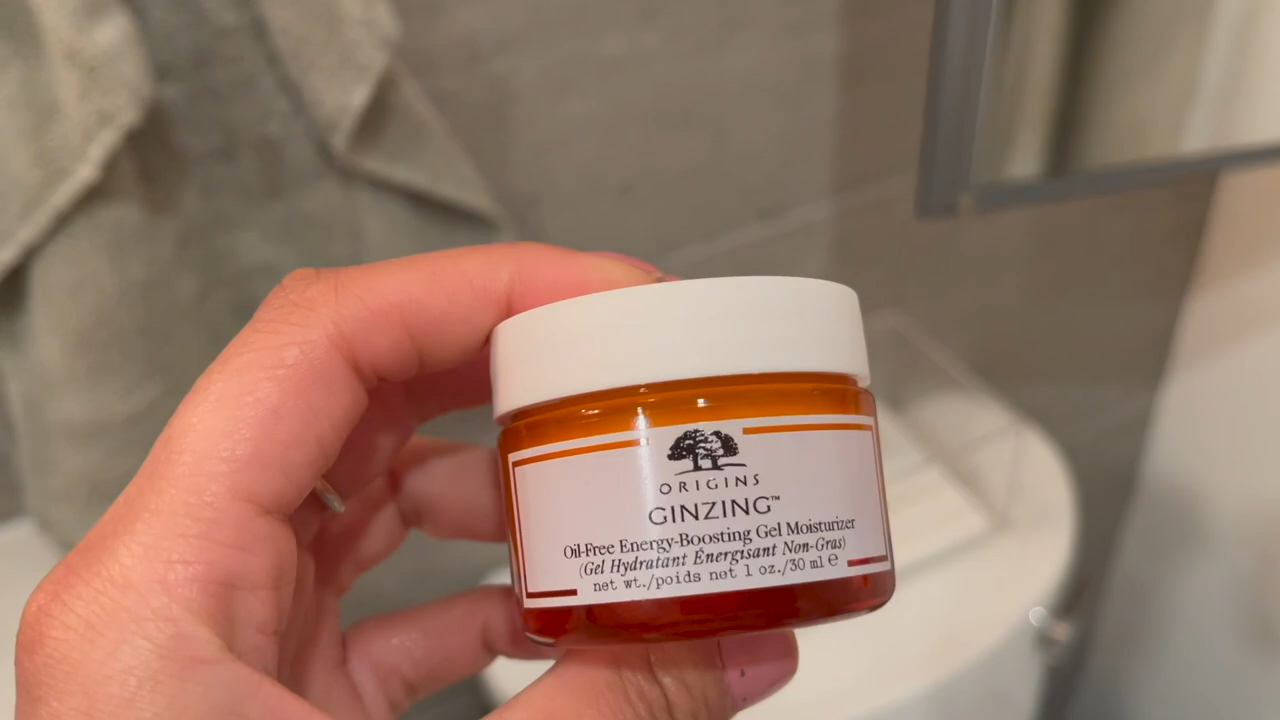 ORIGINS
GINZING™
Oil-Free Energy-Boosting Gel Moisturizer
(Gel Hydratant Énergisant Non-Gras)
net wt./poids net 1 oz./30 ml ℮